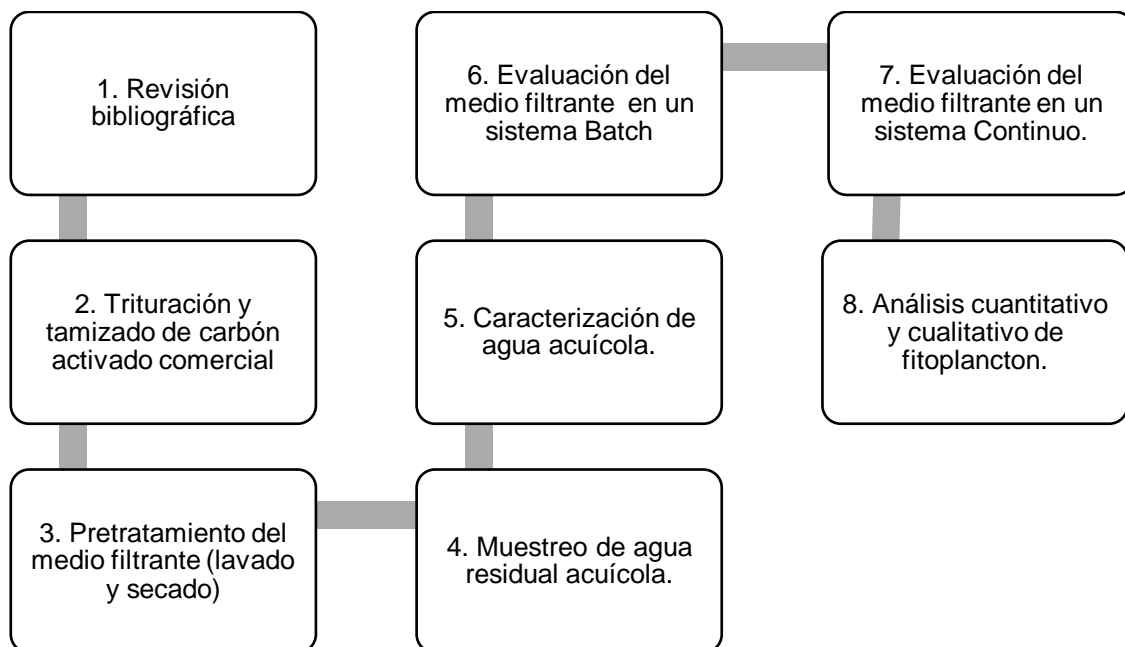 1. Revisión
bibliográfica
2. Trituración y
tamizado de carbón
activado comercial
3. Pretratamiento del
medio filtrante (lavado
y secado)
4. Muestreo de agua
residual acuícola.
5. Caracterización de
agua acuícola.
6. Evaluación del
medio filtrante en un
sistema Batch
7. Evaluación del
medio filtrante en un
sistema Continuo.
8. Análisis cuantitativo
y cualitativo de
fitoplancton.